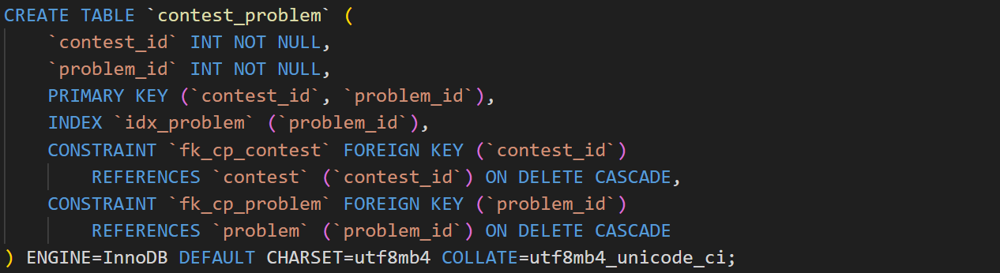 CREATE TABLE `contest_problem` (
    `contest_id` INT NOT NULL,
    `problem_id` INT NOT NULL,
    PRIMARY KEY (`contest_id`, `problem_id`),
    INDEX `idx_problem` (`problem_id`),
    CONSTRAINT `fk_cp_contest` FOREIGN KEY (`contest_id`)
        REFERENCES `contest` (`contest_id`) ON DELETE CASCADE,
    CONSTRAINT `fk_cp_problem` FOREIGN KEY (`problem_id`)
        REFERENCES `problem` (`problem_id`) ON DELETE CASCADE
) ENGINE=InnoDB DEFAULT CHARSET=utf8mb4 COLLATE=utf8mb4_unicode_ci;